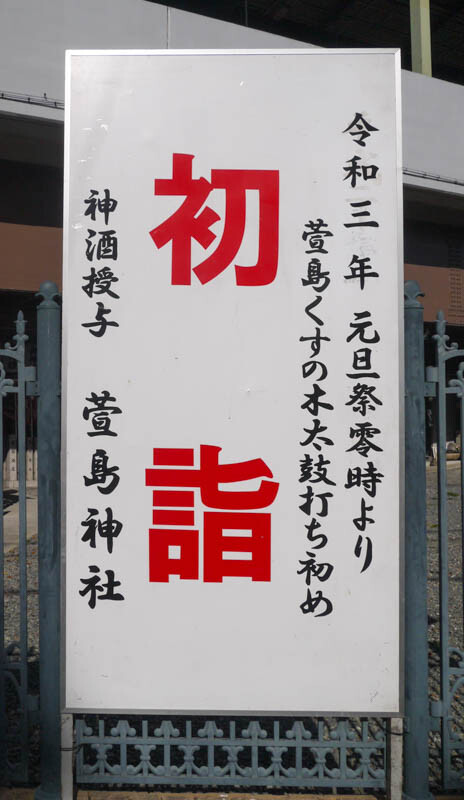 令和三年 元旦祭零時より
萱島くすの木太鼓打ち初め
初詣
神酒授与 萱島神社